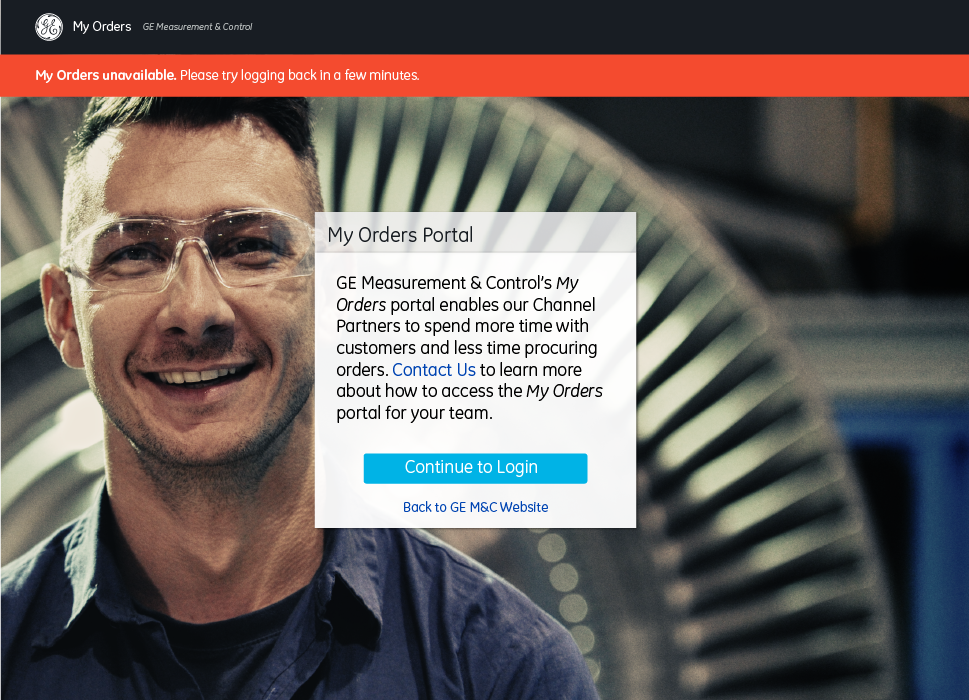 My Orders GE Measurement & Control
My Orders unavailable. Please try logging back in a few minutes.
My Orders Portal
GE Measurement & Control's My
Orders portal enables our Channel
Partners to spend more time with
customers and less time procuring
orders. Contact Us to learn more
about how to access the My Orders
portal for your team.
Continue to Login
Back to GE M&C Website